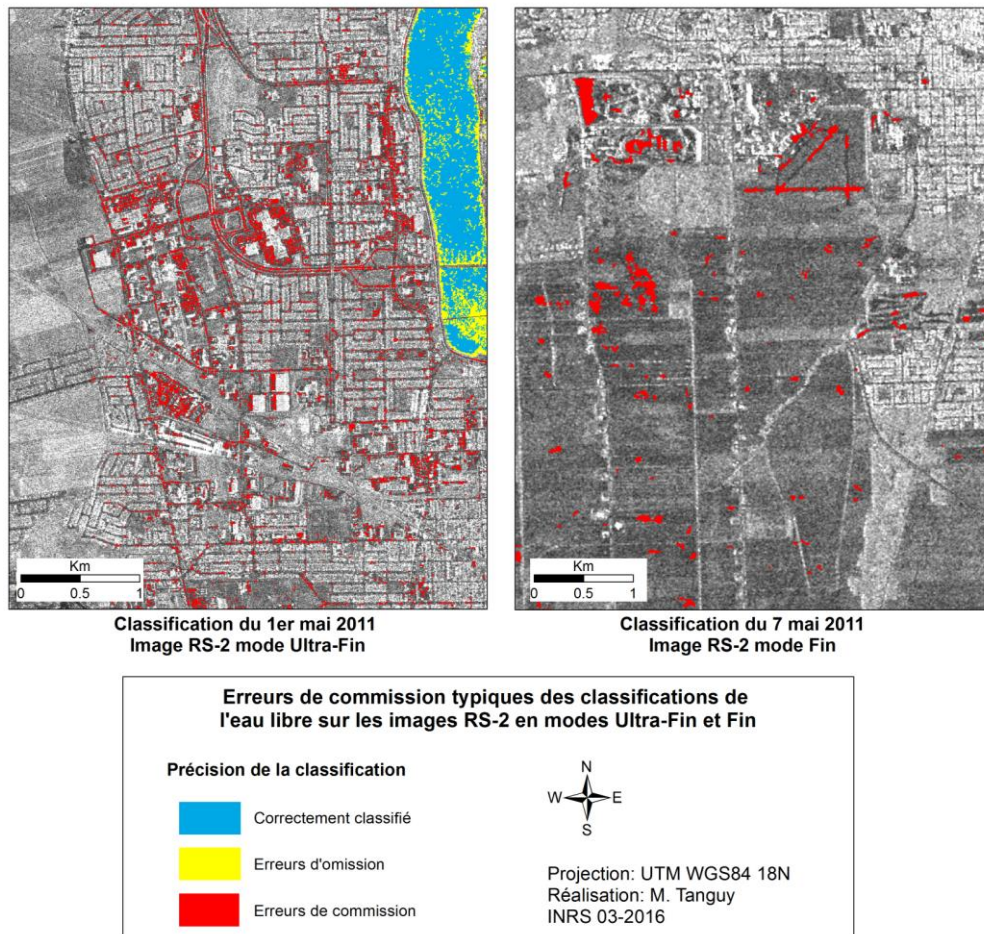 Km
0 0.5 1
Km
0 0.5 1
Classification du 1er mai 2011
Image RS-2 mode Ultra-Fin
Classification du 7 mai 2011
Image RS-2 mode Fin
Erreurs de commission typiques des classifications de
l'eau libre sur les images RS-2 en modes Ultra-Fin et Fin
Précision de la classification
Correctement classifié
Erreurs d'omission
Erreurs de commission
N
W E
S
Projection: UTM WGS84 18N
Réalisation: M. Tanguy
INRS 03-2016